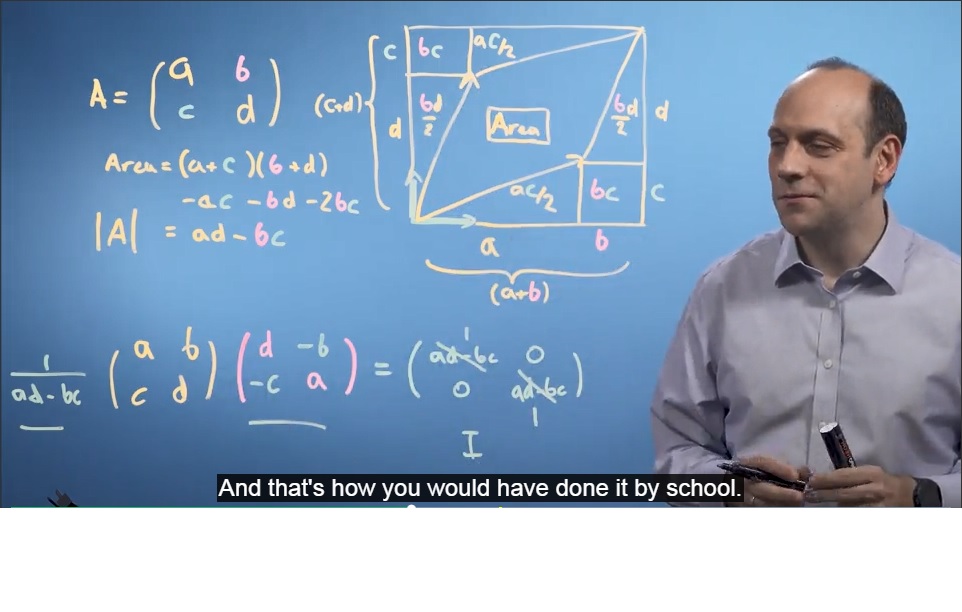 A = ( a b
c d )
Area = (a+c)(b+d)
-ac -bd -2bc
|A| = ad - bc
c bc ac/2
(c+d) d bd/2
Area
bd/2 d
ac/2 bc c
a b
(a+b)
1/(ad-bc) ( a b
c d ) ( d -b
-c a ) = ( ad-bc 1 0
0 ad-bc 1 )
I
And that's how you would have done it by school.